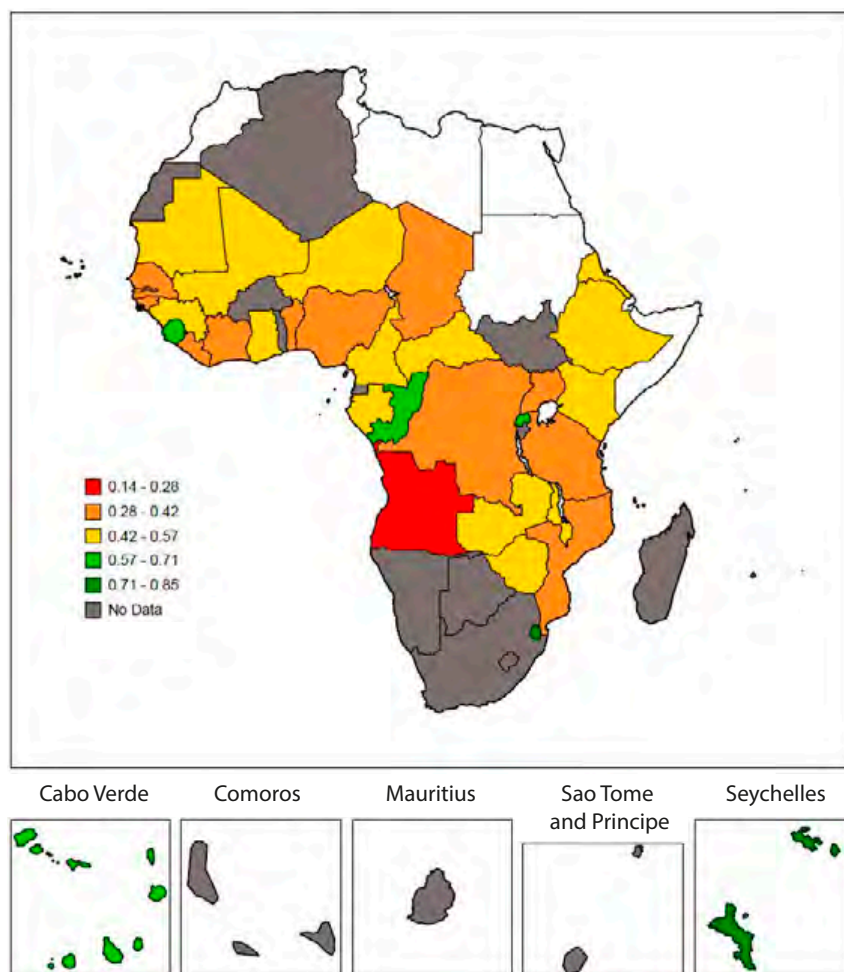 0.14 - 0.28
0.28 - 0.42
0.42 - 0.57
0.57 - 0.71
0.71 - 0.85
No Data
Cabo Verde
Comoros
Mauritius
Sao Tome
and Principe
Seychelles